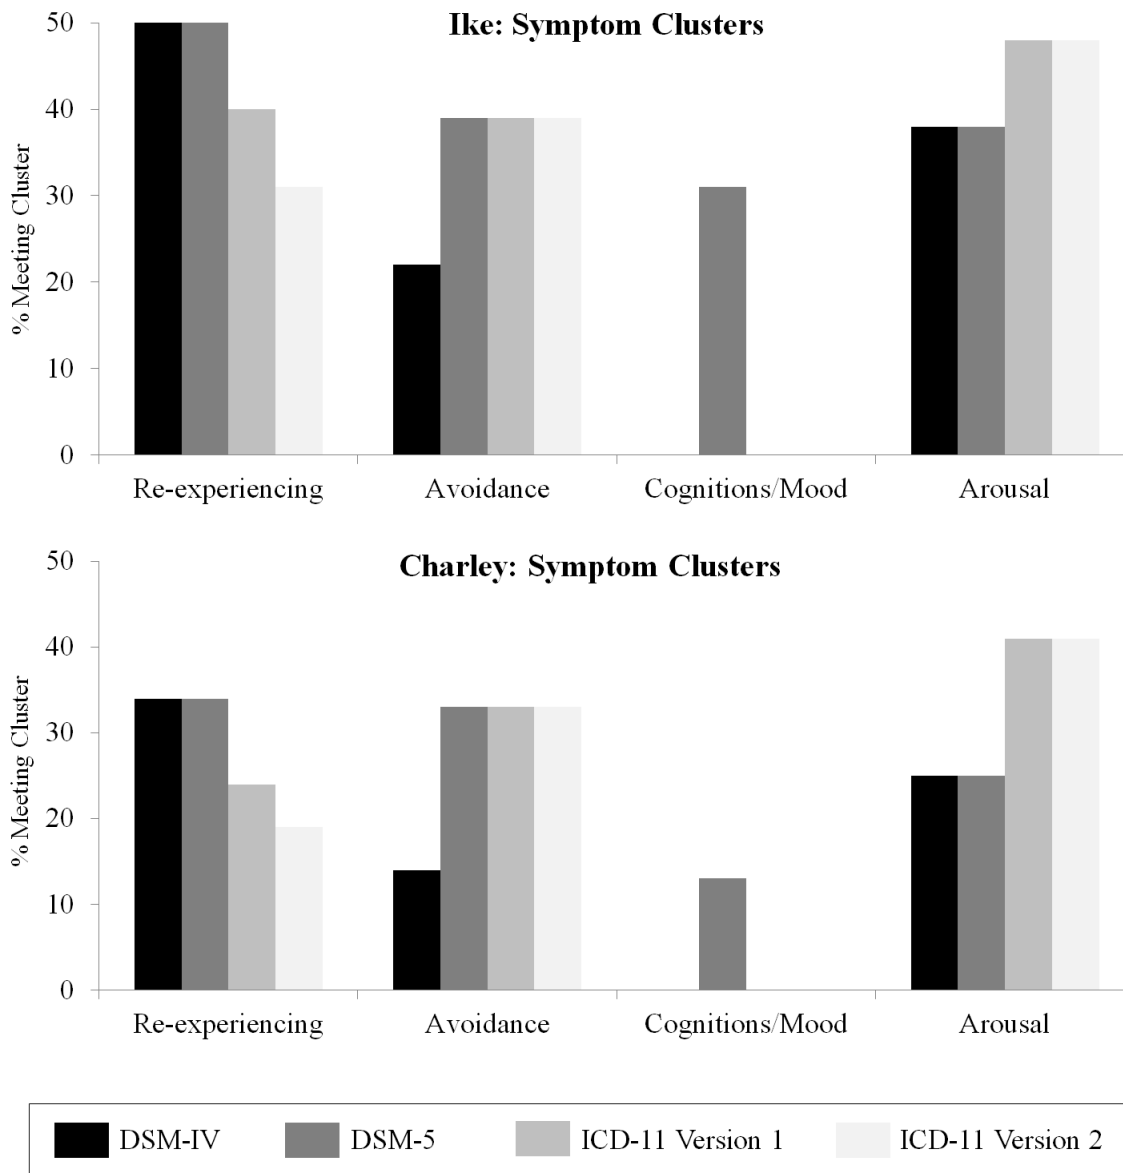 Ike: Symptom Clusters
50
40
30
20
10
0
% Meeting Cluster
Re-experiencing Avoidance Cognitions/Mood Arousal
Charley: Symptom Clusters
50
40
30
20
10
0
% Meeting Cluster
Re-experiencing Avoidance Cognitions/Mood Arousal
DSM-IV DSM-5 ICD-11 Version 1 ICD-11 Version 2